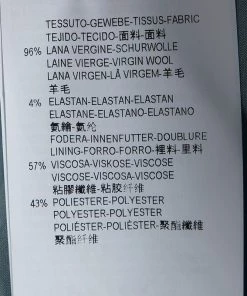 TESSUTO-GEWEBE-TISSUS-FABRIC
TEJIDO-TECIDO-面料-面料
96% LANA VERGINE-SCHURWOLLE
LAINE VIERGE-VIRGIN WOOL
LANA VIRGEN-LÃ VIRGEM-羊毛
羊毛
4% ELASTAN-ELASTAN-ELASTAN
ELASTANE-ELASTANO-ELASTANO
氨綸-氨纶
FODERA-INNENFUTTER-DOUBLURE
LINING-FORRO-FORRO-裡料-里料
57% VISCOSA-VISKOSE-VISCOSE
VISCOSE-VISCOSA-VISCOSE
粘膠纖維-粘胶纤维
43% POLIESTERE-POLYESTER
POLYESTER-POLYESTER
POLIÉSTER-POLIÉSTER-聚酯纖維
聚酯纤维